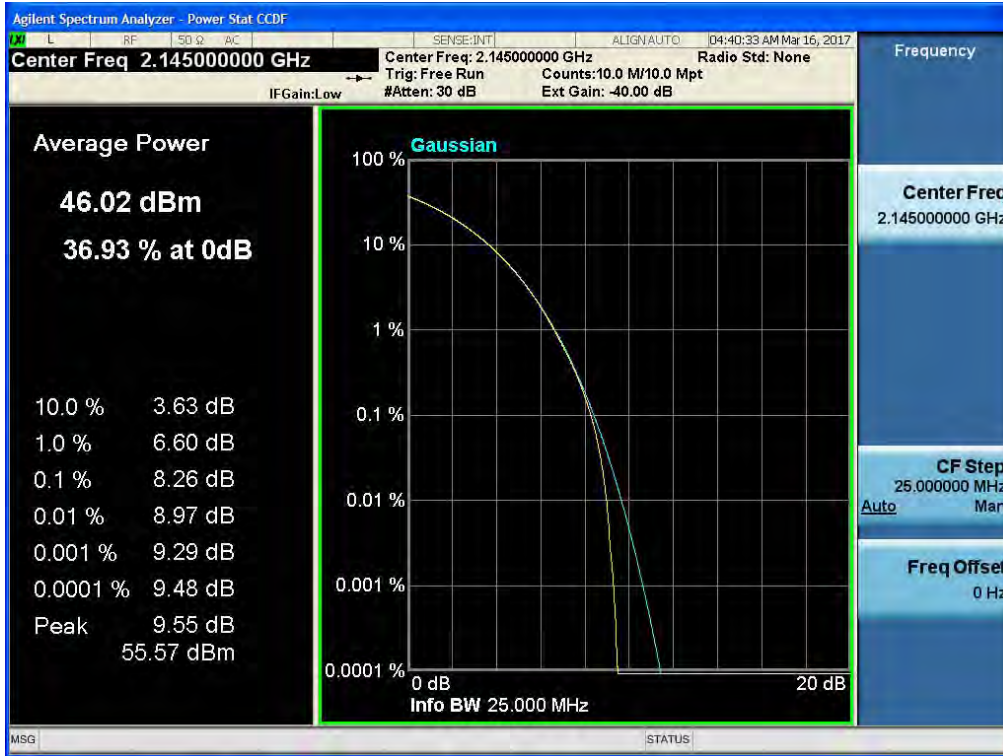 Agilent Spectrum Analyzer - Power Stat CCDF
LXI L RF 50 Ω AC SENSE:INT ALIGN AUTO 04:40:33 AM Mar 16, 2017
Center Freq 2.145000000 GHz
Center Freq: 2.145000000 GHz Radio Std: None
Trig: Free Run Counts:10.0 M/10.0 Mpt
IFGain:Low #Atten: 30 dB Ext Gain: -40.00 dB
Average Power
46.02 dBm
36.93 % at 0dB
10.0 % 3.63 dB
1.0 % 6.60 dB
0.1 % 8.26 dB
0.01 % 8.97 dB
0.001 % 9.29 dB
0.0001 % 9.48 dB
Peak 9.55 dB
55.57 dBm
Gaussian
100 %
10 %
1 %
0.1 %
0.01 %
0.001 %
0.0001 %
0 dB 20 dB
Info BW 25.000 MHz
Frequency
Center Freq
2.145000000 GHz
CF Step
25.000000 MHz
Auto Man
Freq Offset
0 Hz
MSG STATUS